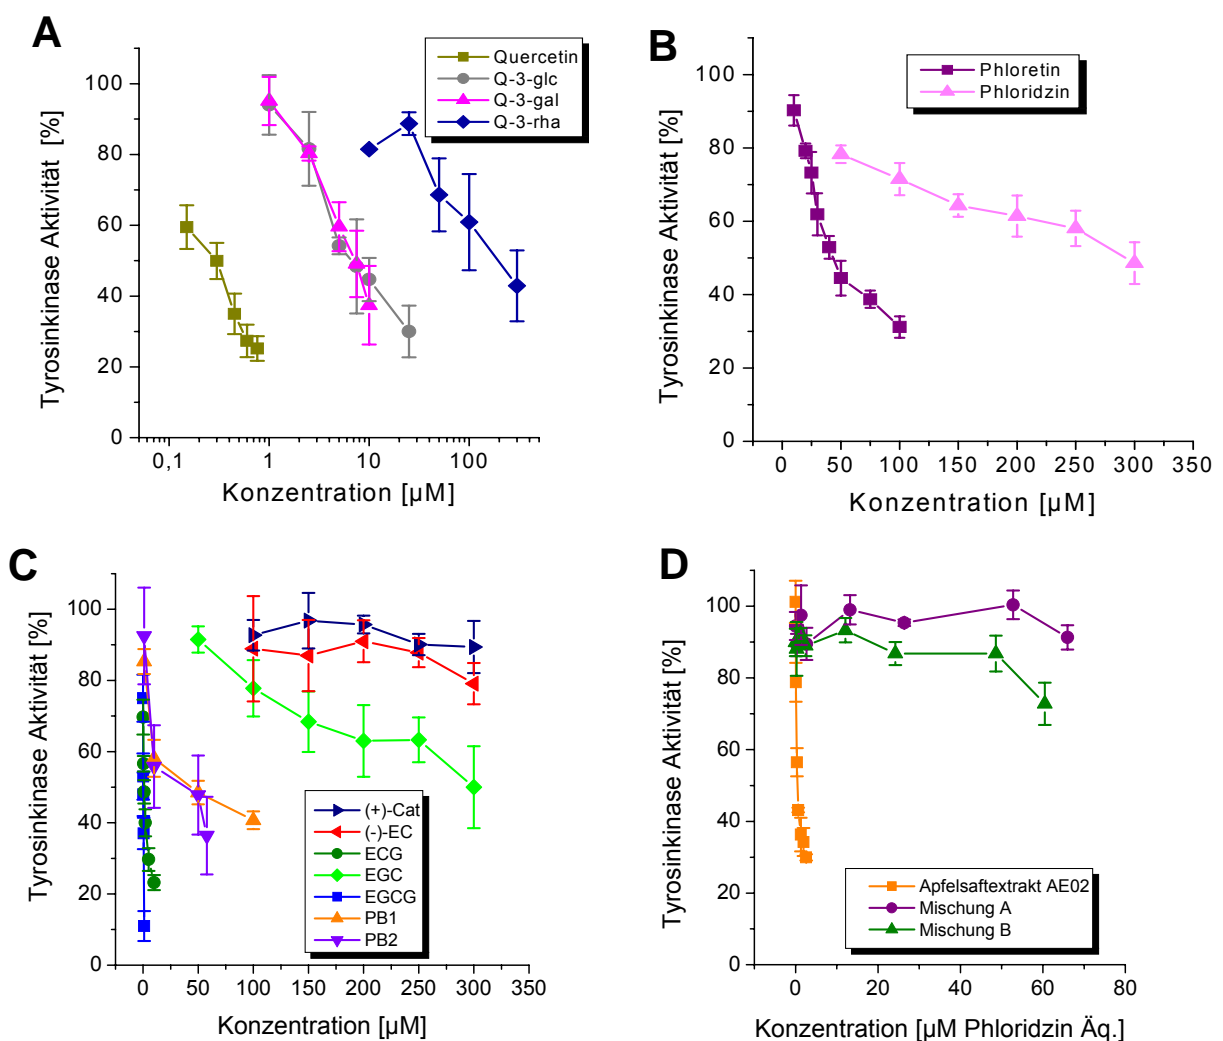 A
Quercetin
Q-3-glc
Q-3-gal
Q-3-rha
Tyrosinkinase Aktivität [%]
100
80
60
40
20
0
0,1 1 10 100
Konzentration [µM]
B
Phloretin
Phloridzin
Tyrosinkinase Aktivität [%]
100
80
60
40
20
0
0 50 100 150 200 250 300 350
Konzentration [µM]
C
Tyrosinkinase Aktivität [%]
100
80
60
40
20
0
(+)-Cat
(-)-EC
ECG
EGC
EGCG
PB1
PB2
0 50 100 150 200 250 300 350
Konzentration [µM]
D
Tyrosinkinase Aktivität [%]
100
80
60
40
20
0
Apfelsaftextrakt AE02
Mischung A
Mischung B
0 20 40 60 80
Konzentration [µM Phloridzin Äq.]